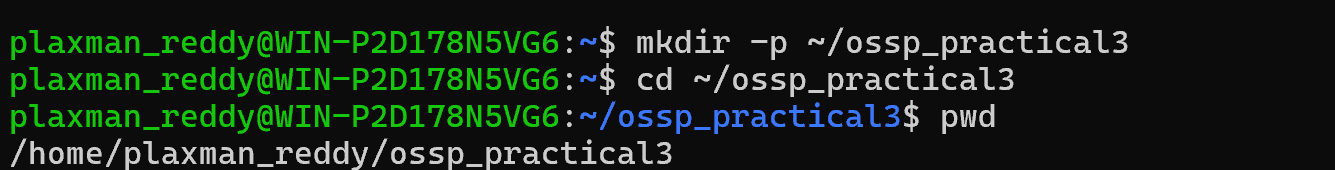 plaxman_reddy@WIN-P2D178N5VG6:~$ mkdir -p ~/ossp_practical3
plaxman_reddy@WIN-P2D178N5VG6:~$ cd ~/ossp_practical3
plaxman_reddy@WIN-P2D178N5VG6:~/ossp_practical3$ pwd
/home/plaxman_reddy/ossp_practical3